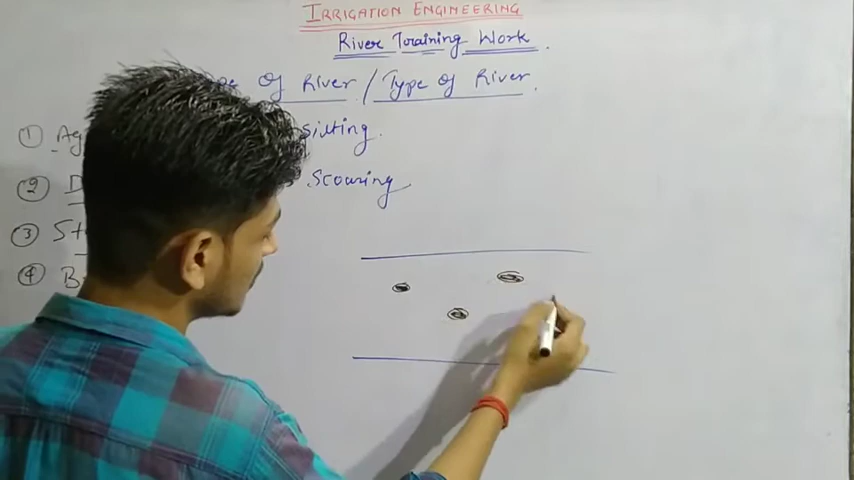 IRRIGATION ENGINEERING
River Training Work.
of River / Type of River.
① Ag silting.
② D Scouring
③ St
④ B